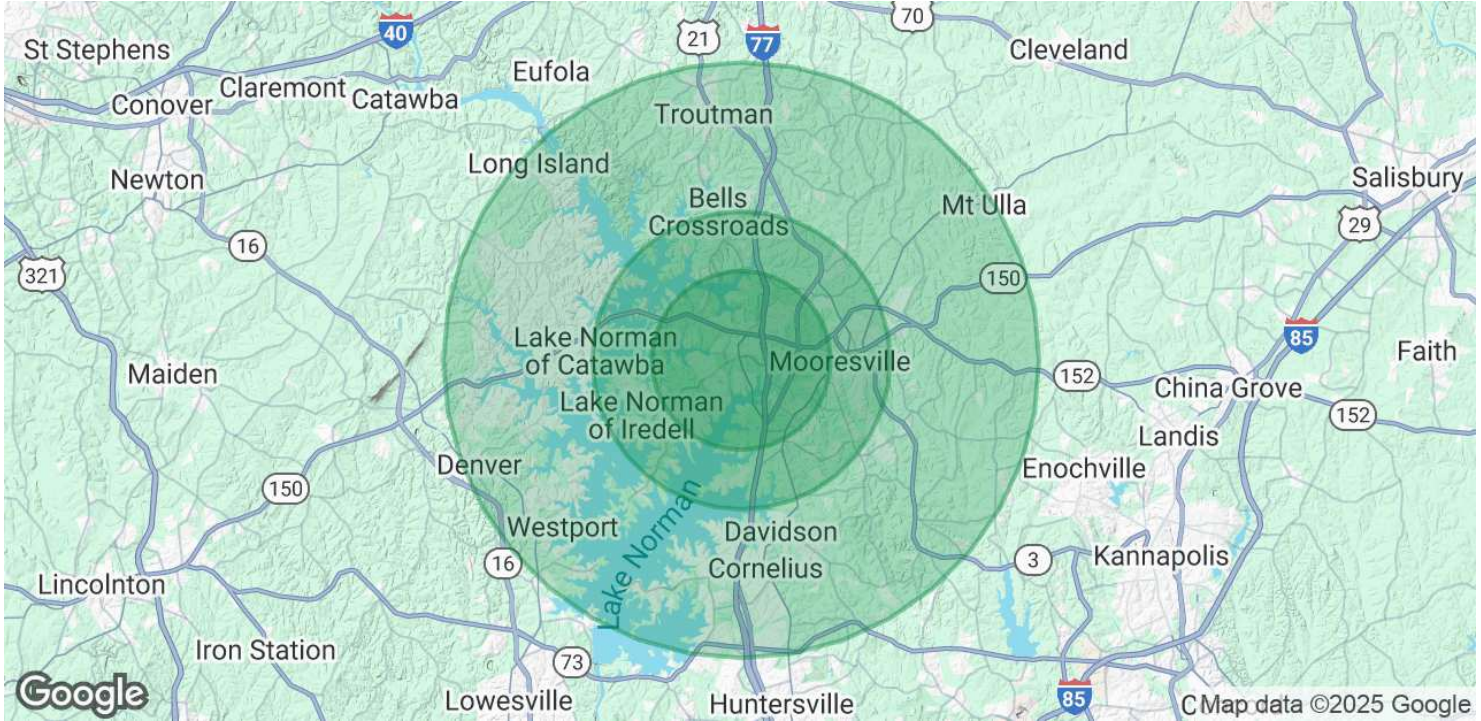 70
40
21
77
St Stephens
Cleveland
Eufola
Claremont
Catawba
Conover
Troutman
Long Island
Newton
Salisbury
Bells
Crossroads
Mt Ulla
29
16
321
150
85
Lake Norman
of Catawba
Mooresville
Faith
Maiden
152
China Grove
Lake Norman
of Iredell
152
Landis
Denver
Enochville
150
Westport
Lake Norman
Davidson
Cornelius
16
3
Kannapolis
Lincolnton
Iron Station
73
Google
Lowesville
Huntersville
85
C
Map data ©2025 Google